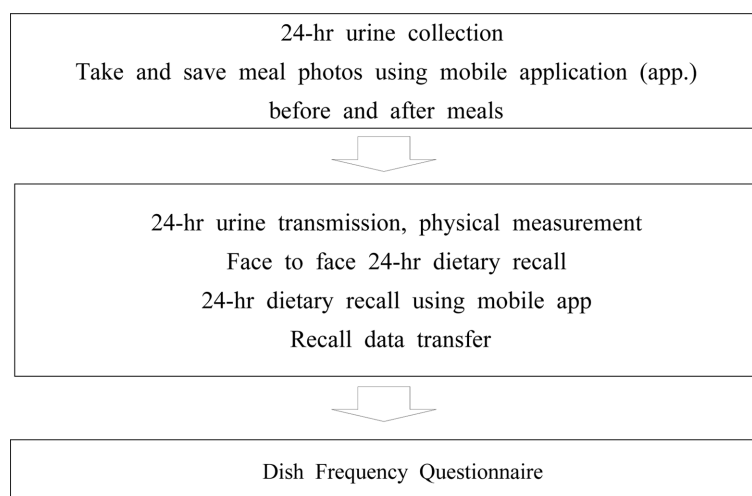 24-hr urine collection
Take and save meal photos using mobile application (app.)
before and after meals
24-hr urine transmission, physical measurement
Face to face 24-hr dietary recall
24-hr dietary recall using mobile app
Recall data transfer
Dish Frequency Questionnaire